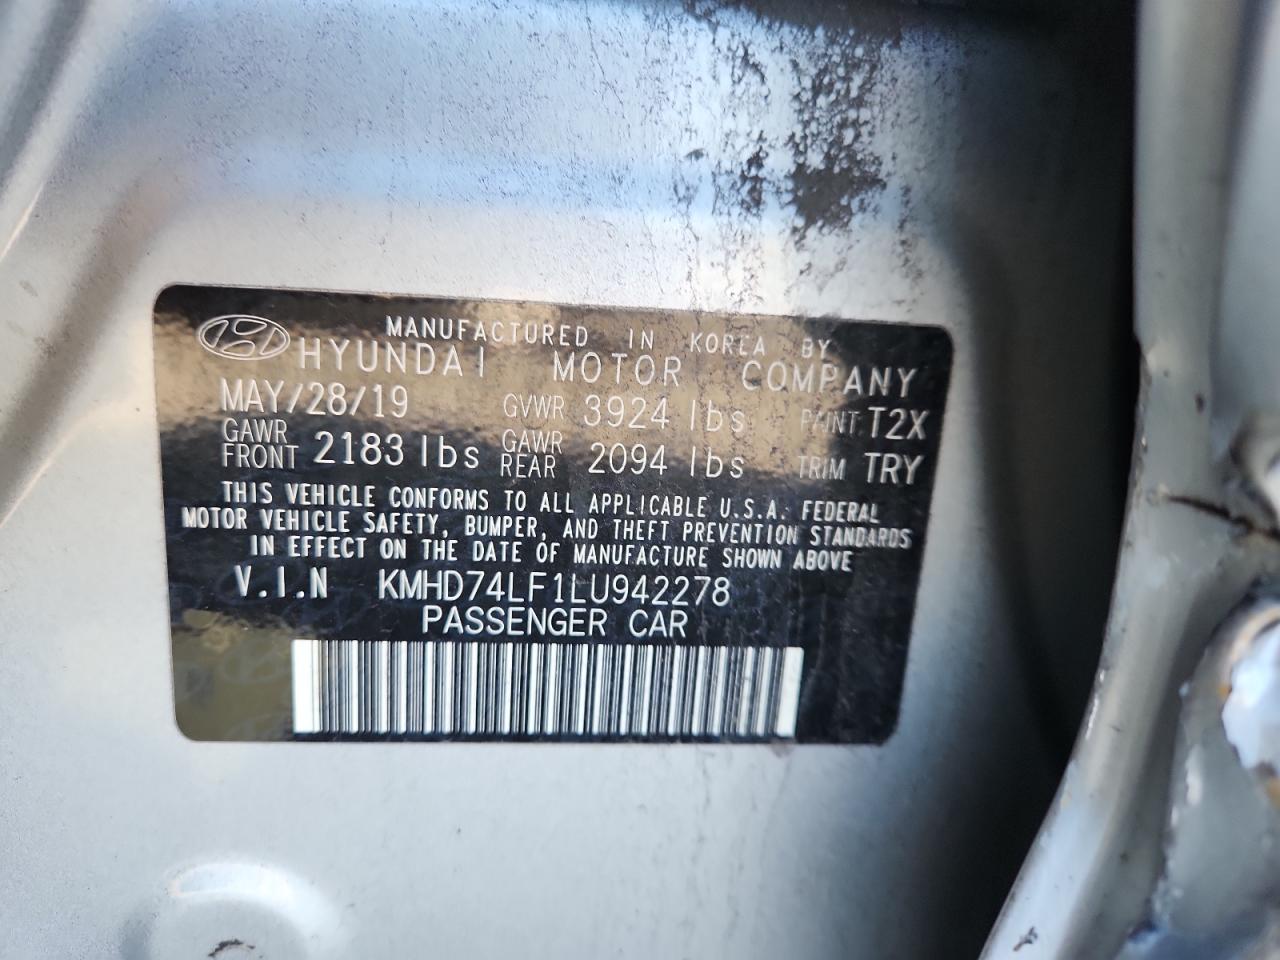 MANUFACTURED IN KOREA BY
HYUNDAI MOTOR COMPANY
MAY/28/19 GVWR 3924 lbs PAINT T2X
GAWR FRONT 2183 lbs GAWR REAR 2094 lbs TRIM TRY
THIS VEHICLE CONFORMS TO ALL APPLICABLE U.S.A. FEDERAL
MOTOR VEHICLE SAFETY, BUMPER, AND THEFT PREVENTION STANDARDS
IN EFFECT ON THE DATE OF MANUFACTURE SHOWN ABOVE
V.I.N KMHD74LF1LU942278
PASSENGER CAR